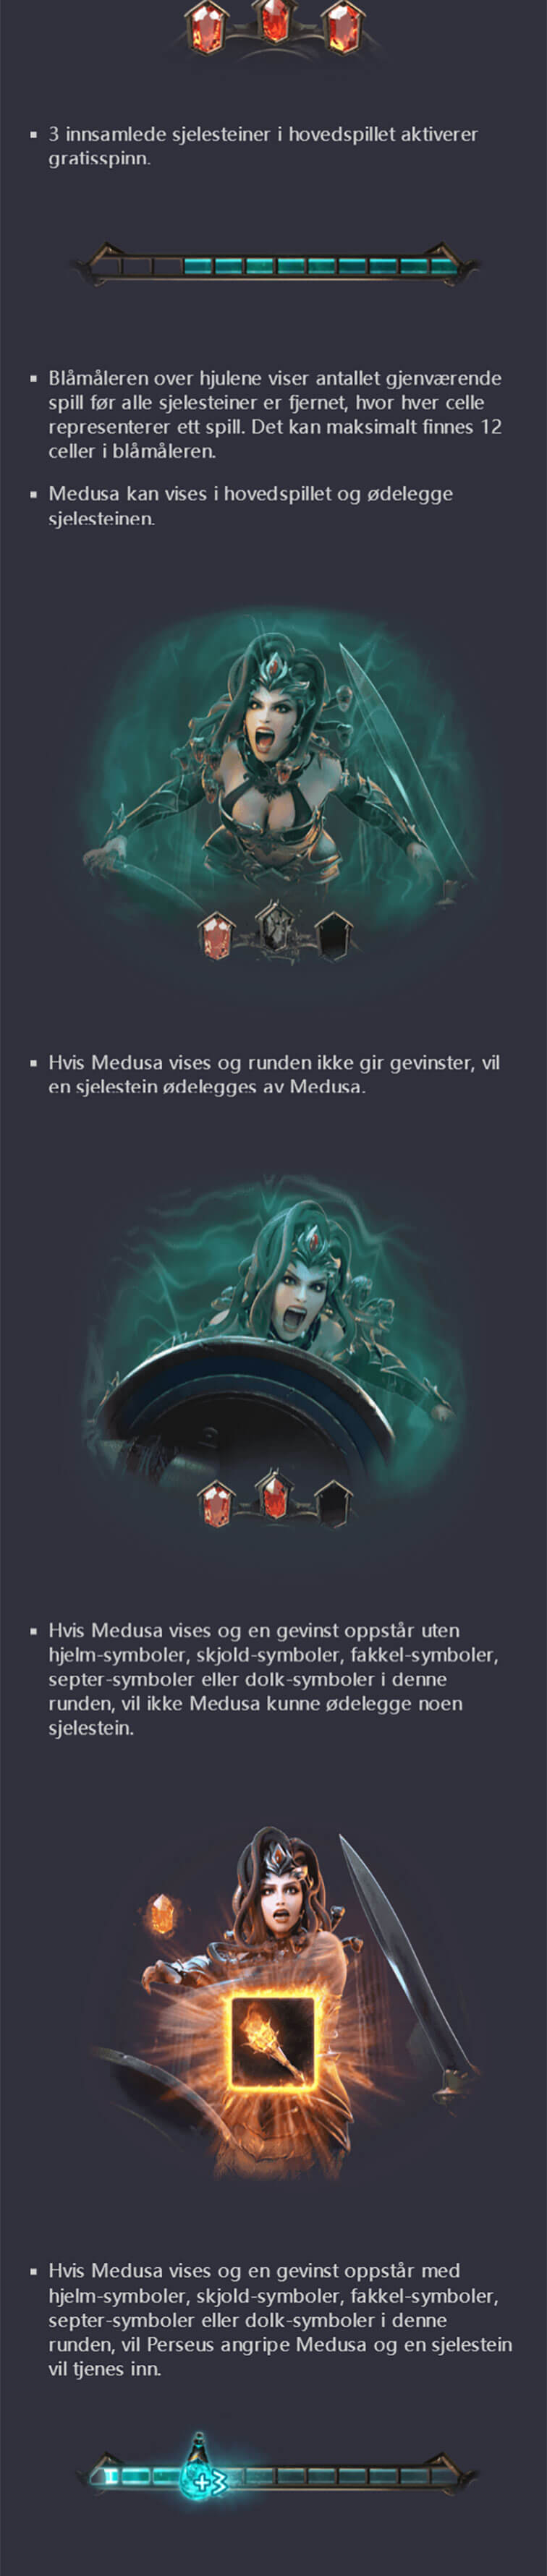 ▪ 3 innsamlede sjelesteiner i hovedspillet aktiverer
gratisspinn.
▪ Blåmåleren over hjulene viser antallet gjenværende
spill før alle sjelesteiner er fjernet, hvor hver celle
representerer ett spill. Det kan maksimalt finnes 12
celler i blåmåleren.
▪ Medusa kan vises i hovedspillet og ødelegge
sjelesteinen.
▪ Hvis Medusa vises og runden ikke gir gevinster, vil
en sjelestein ødelegges av Medusa.
▪ Hvis Medusa vises og en gevinst oppstår uten
hjelm-symboler, skjold-symboler, fakkel-symboler,
septer-symboler eller dolk-symboler i denne
runden, vil ikke Medusa kunne ødelegge noen
sjelestein.
▪ Hvis Medusa vises og en gevinst oppstår med
hjelm-symboler, skjold-symboler, fakkel-symboler,
septer-symboler eller dolk-symboler i denne
runden, vil Perseus angripe Medusa og en sjelestein
vil tjenes inn.
+3